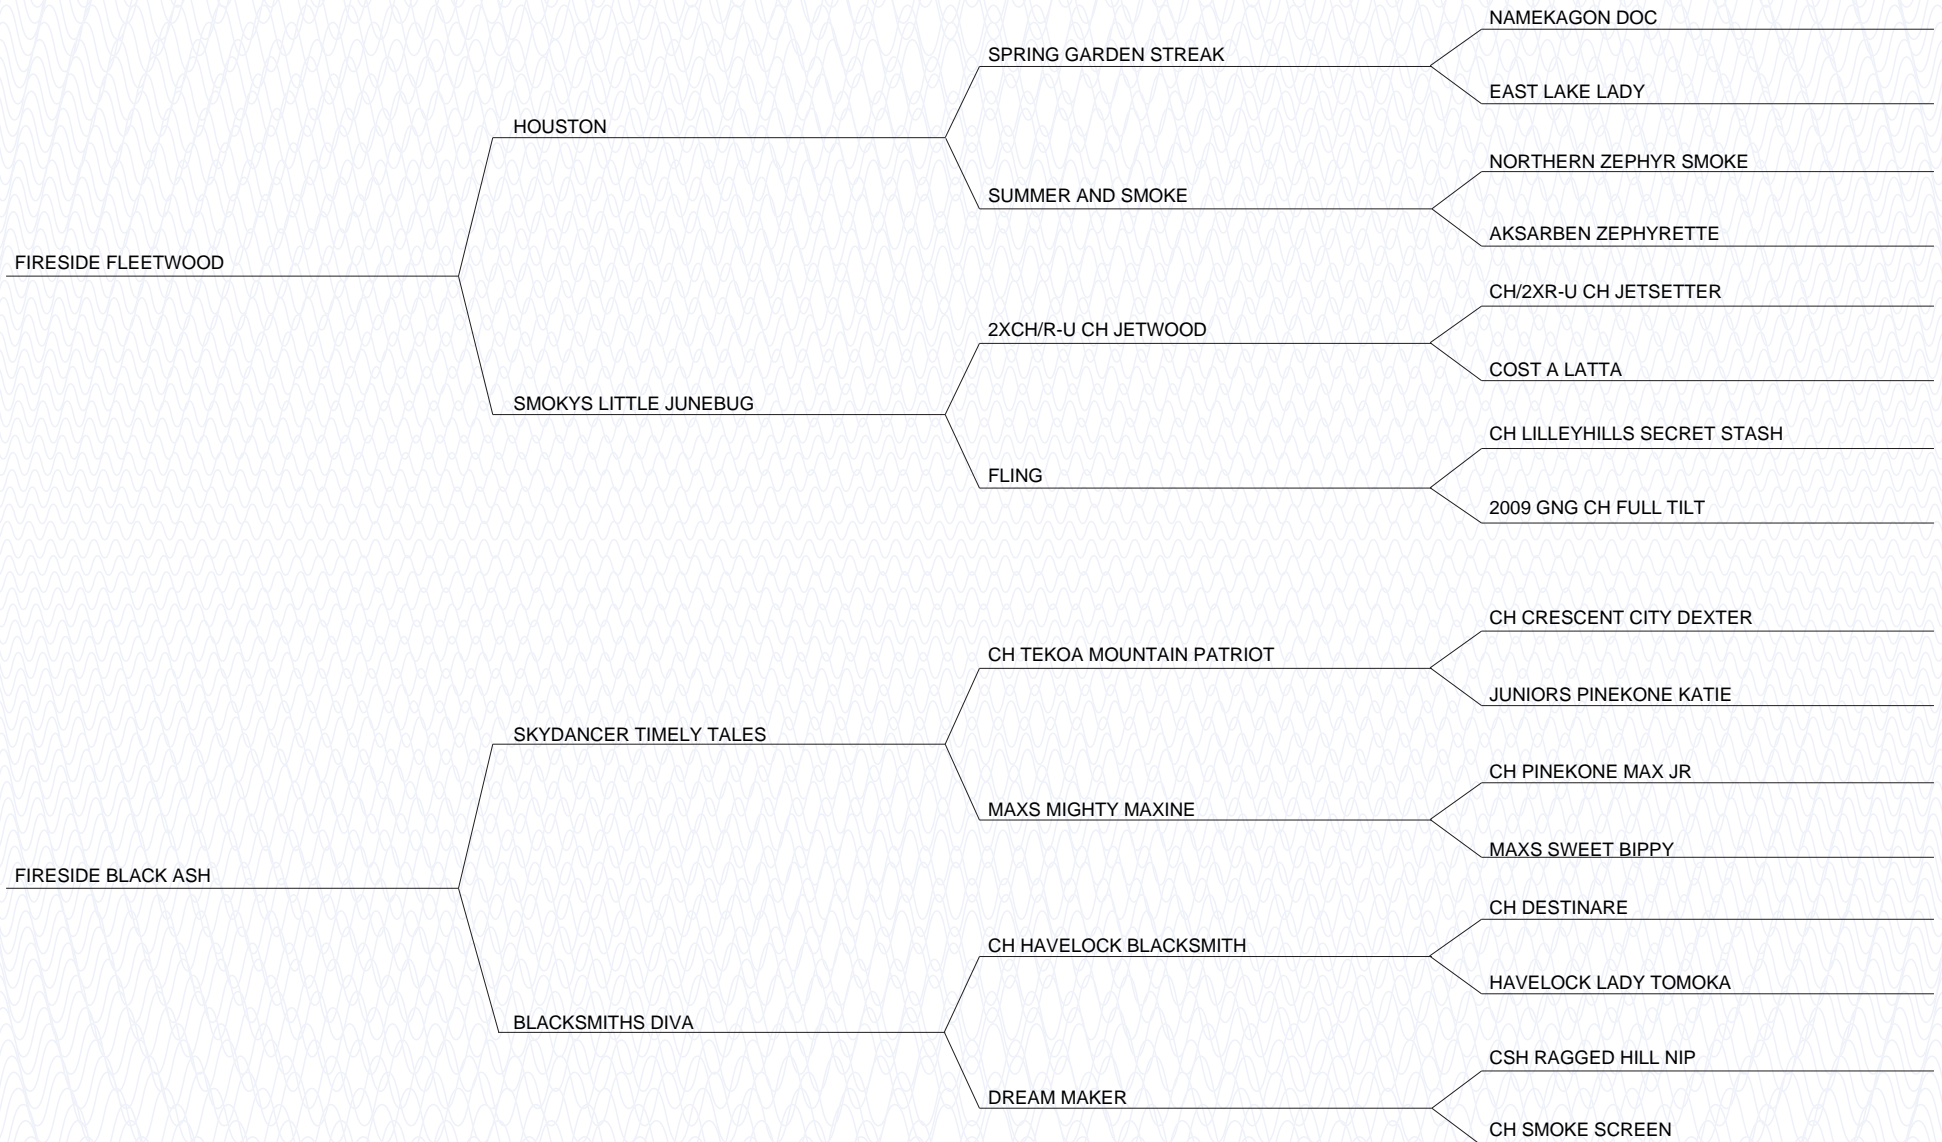 NAMEKAGON DOC
SPRING GARDEN STREAK
EAST LAKE LADY
HOUSTON
NORTHERN ZEPHYR SMOKE
SUMMER AND SMOKE
AKSARBEN ZEPHYRETTE
FIRESIDE FLEETWOOD
CH/2XR-U CH JETSETTER
2XCH/R-U CH JETWOOD
COST A LATTA
SMOKYS LITTLE JUNEBUG
CH LILLEYHILLS SECRET STASH
FLING
2009 GNG CH FULL TILT
CH CRESCENT CITY DEXTER
CH TEKOA MOUNTAIN PATRIOT
JUNIORS PINEKONE KATIE
SKYDANCER TIMELY TALES
CH PINEKONE MAX JR
MAXS MIGHTY MAXINE
MAXS SWEET BIPPY
FIRESIDE BLACK ASH
CH DESTINARE
CH HAVELOCK BLACKSMITH
HAVELOCK LADY TOMOKA
BLACKSMITHS DIVA
CSH RAGGED HILL NIP
DREAM MAKER
CH SMOKE SCREEN